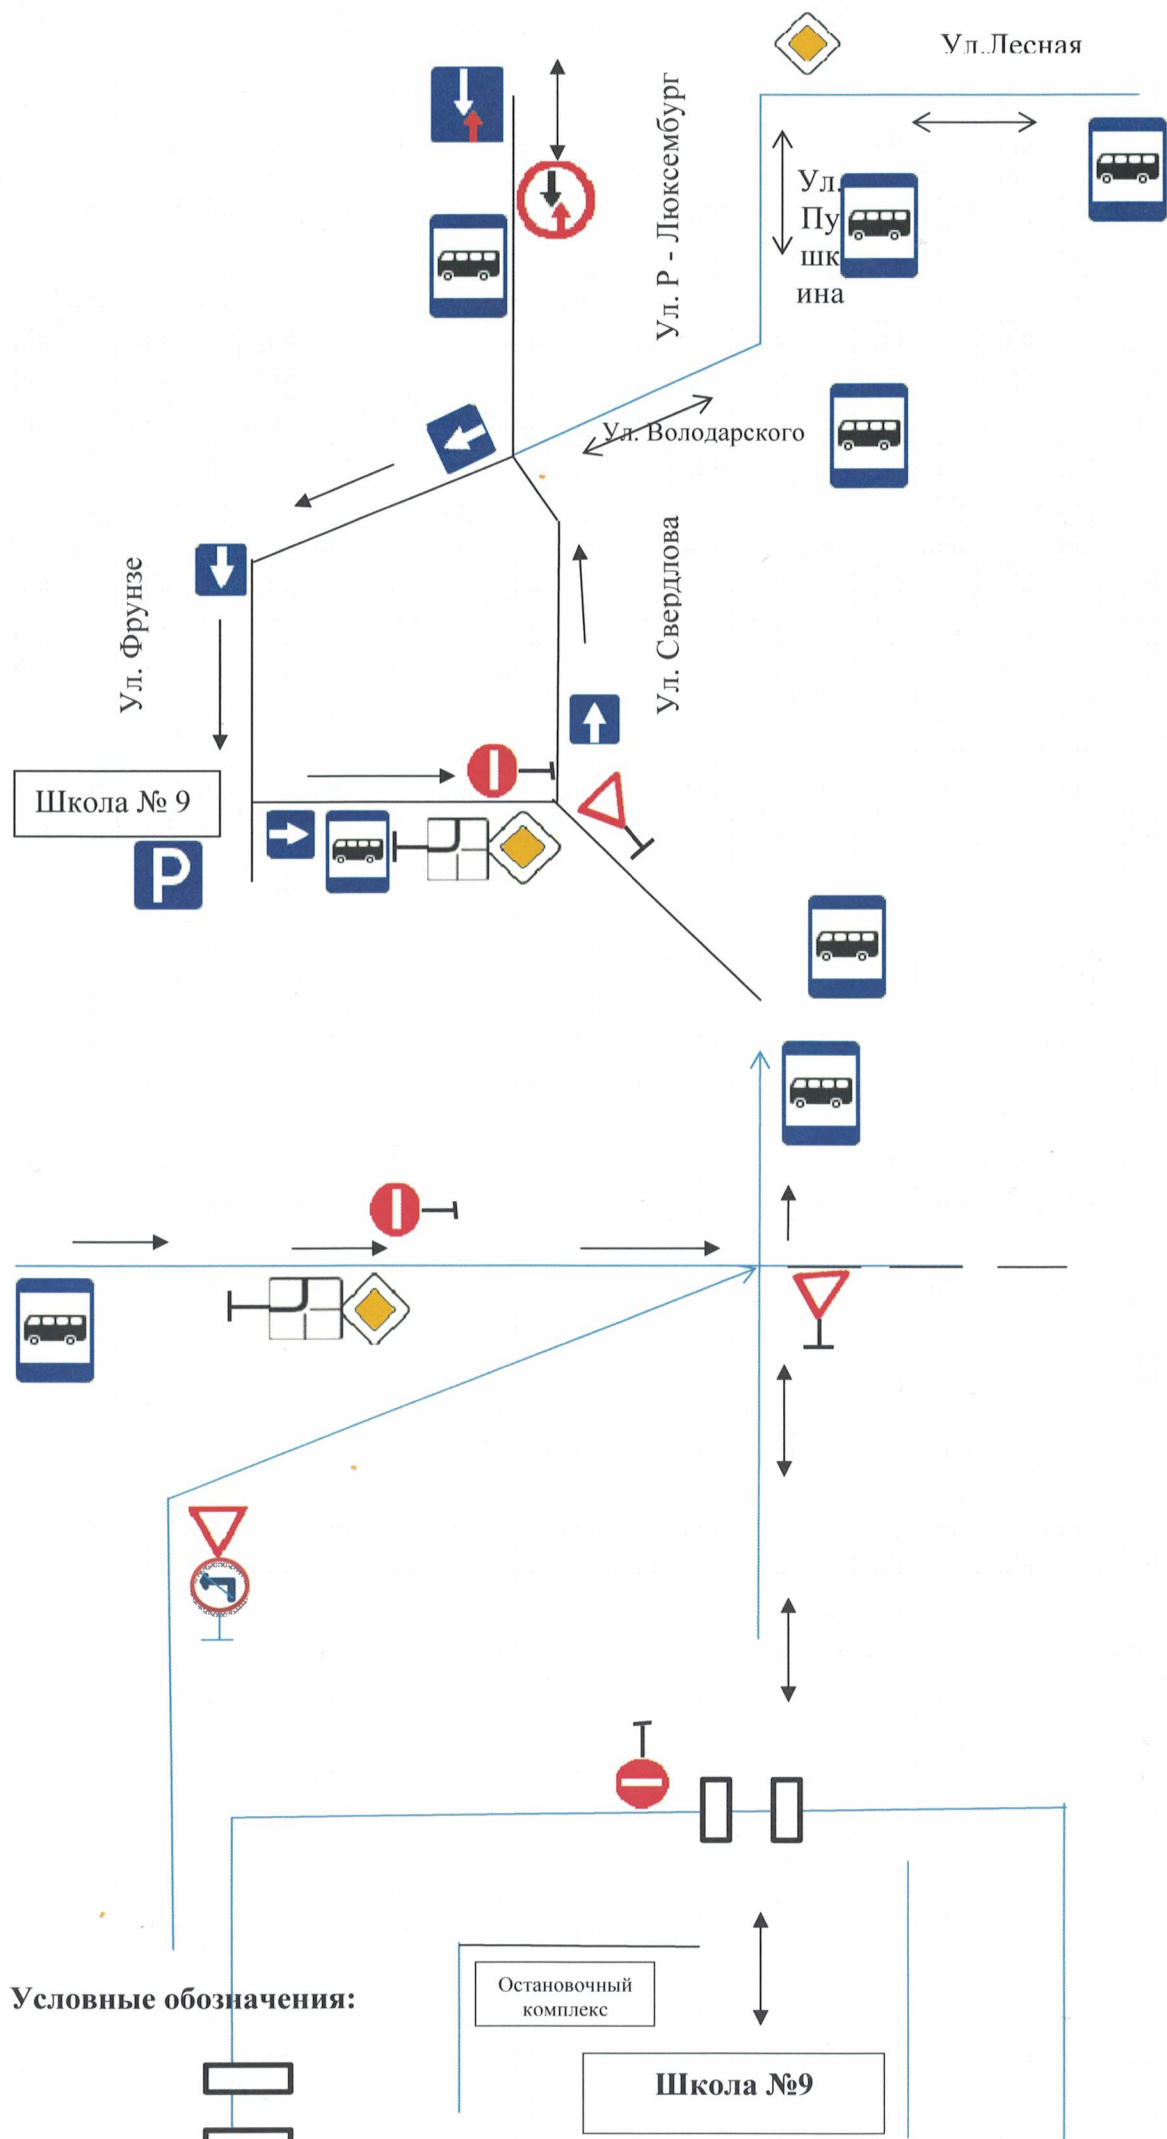 Ул.Лесная
Ул. Р - Люксембург
Ул.
Пу
шк
ина
Ул. Володарского
Ул. Фрунзе
Ул. Свердлова
Школа № 9
P
Условные обозначения:
Остановочный
комплекс
Школа №9